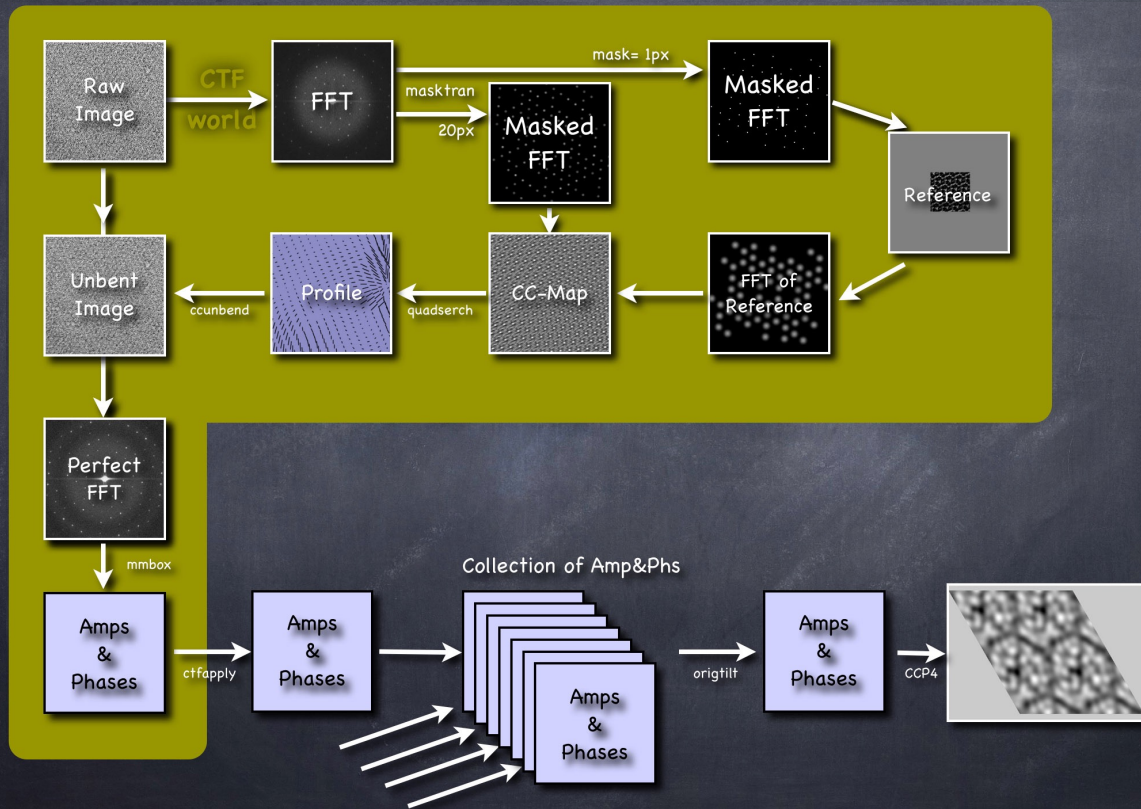 Raw
Image
CTF
world
FFT
mask= 1px
masktran
20px
Masked
FFT
Masked
FFT
Reference
Unbent
Image
ccunbend
Profile
quadserch
CC-Map
FFT of
Reference
Perfect
FFT
mmbox
Collection of Amp&Phs
Amps
&
Phases
ctfapply
Amps
&
Phases
Amps
&
Phases
origtilt
Amps
&
Phases
CCP4